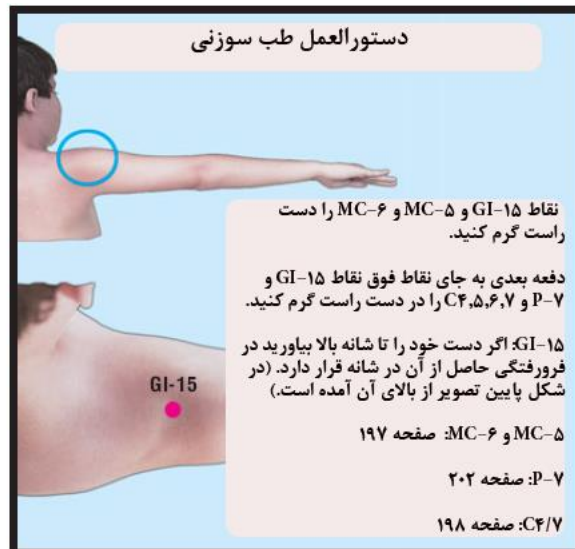 دستورالعمل طب سوزنی
نقاط GI-۱۵ و MC-۵ و MC-۶ را دست
راست گرم کنید.
دفعه بعدی به جای نقاط فوق نقاط GI-۱۵ و
P-۷ و C۴,۵,۶,۷ را در دست راست گرم کنید.
GI-۱۵: اگر دست خود را تا شانه بالا بیاورید در
فرورفتگی حاصل از آن در شانه قرار دارد. (در
شکل پایین تصویر از بالای آن آمده است.)
GI-15
MC-۵ و MC-۶: صفحه ۱۹۷
P-۷: صفحه ۲۰۲
C۴/۷: صفحه ۱۹۸